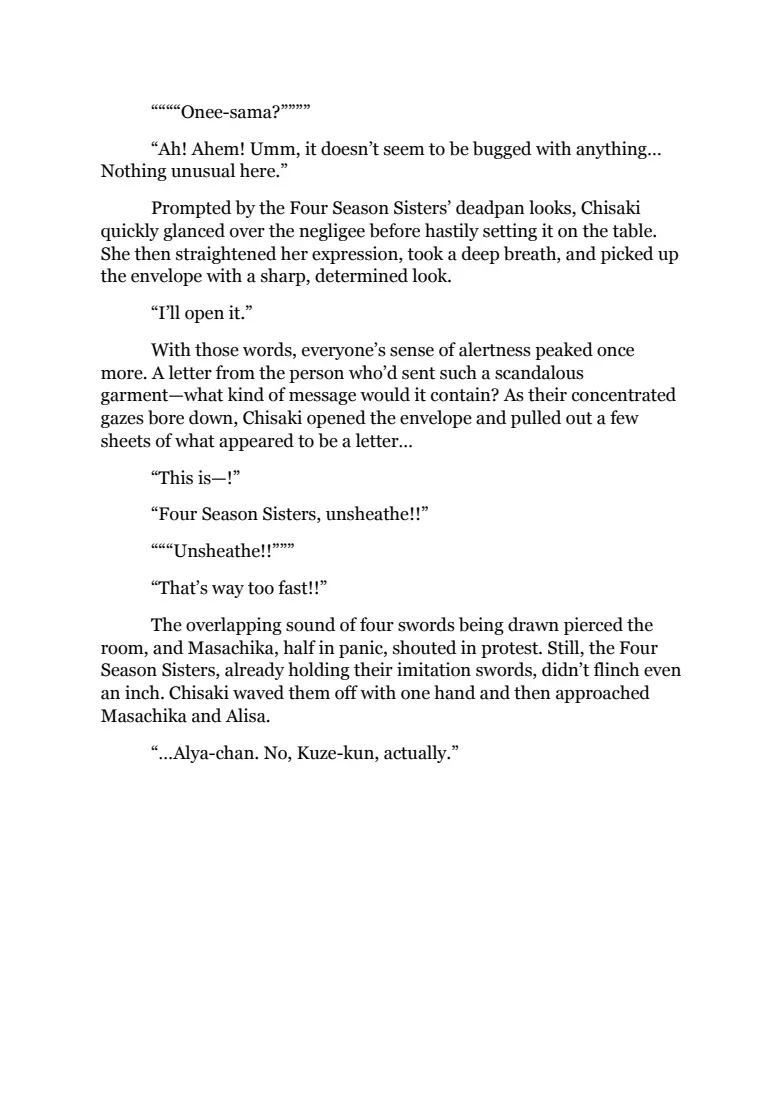 ““““Onee-sama?””””
“Ah! Ahem! Umm, it doesn’t seem to be bugged with anything…
Nothing unusual here.”
Prompted by the Four Season Sisters’ deadpan looks, Chisaki
quickly glanced over the negligee before hastily setting it on the table.
She then straightened her expression, took a deep breath, and picked up
the envelope with a sharp, determined look.
“I’ll open it.”
With those words, everyone’s sense of alertness peaked once
more. A letter from the person who’d sent such a scandalous
garment—what kind of message would it contain? As their concentrated
gazes bore down, Chisaki opened the envelope and pulled out a few
sheets of what appeared to be a letter…
“This is—!”
“Four Season Sisters, unsheathe!!”
“““Unsheathe!!”””
“That’s way too fast!!”
The overlapping sound of four swords being drawn pierced the
room, and Masachika, half in panic, shouted in protest. Still, the Four
Season Sisters, already holding their imitation swords, didn’t flinch even
an inch. Chisaki waved them off with one hand and then approached
Masachika and Alisa.
“…Alya-chan. No, Kuze-kun, actually.”